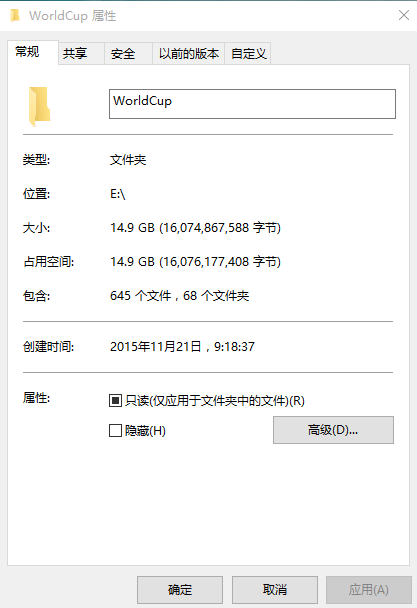 WorldCup 属性
常规 共享 安全 以前的版本 自定义
WorldCup
类型: 文件夹
位置: E:\
大小: 14.9 GB (16,074,867,588 字节)
占用空间: 14.9 GB (16,076,177,408 字节)
包含: 645 个文件，68 个文件夹
创建时间: 2015年11月21日，9:18:37
属性: 只读(仅应用于文件夹中的文件)(R)
隐藏(H) 高级(D)...
确定 取消 应用(A)